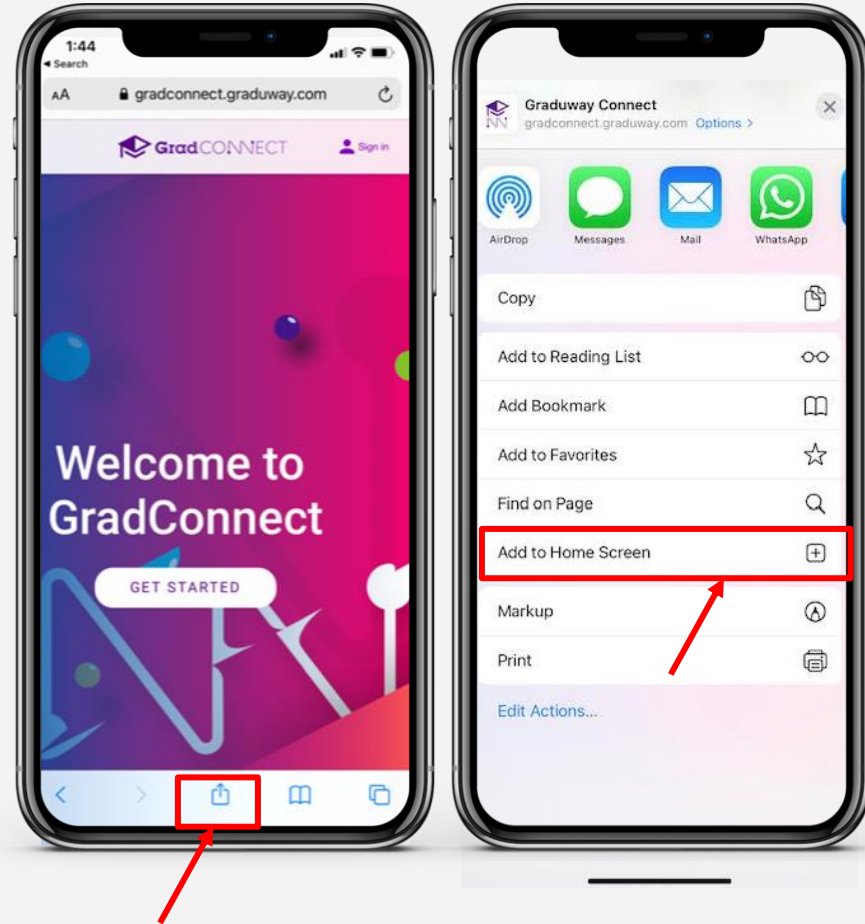 1:44
Search
AA gradconnect.graduway.com
GradCONNECT Sign in
Welcome to
GradConnect
GET STARTED
Graduway Connect
gradconnect.graduway.com Options >
AirDrop Messages Mail WhatsApp
Copy
Add to Reading List
Add Bookmark
Add to Favorites
Find on Page
Add to Home Screen
Markup
Print
Edit Actions...